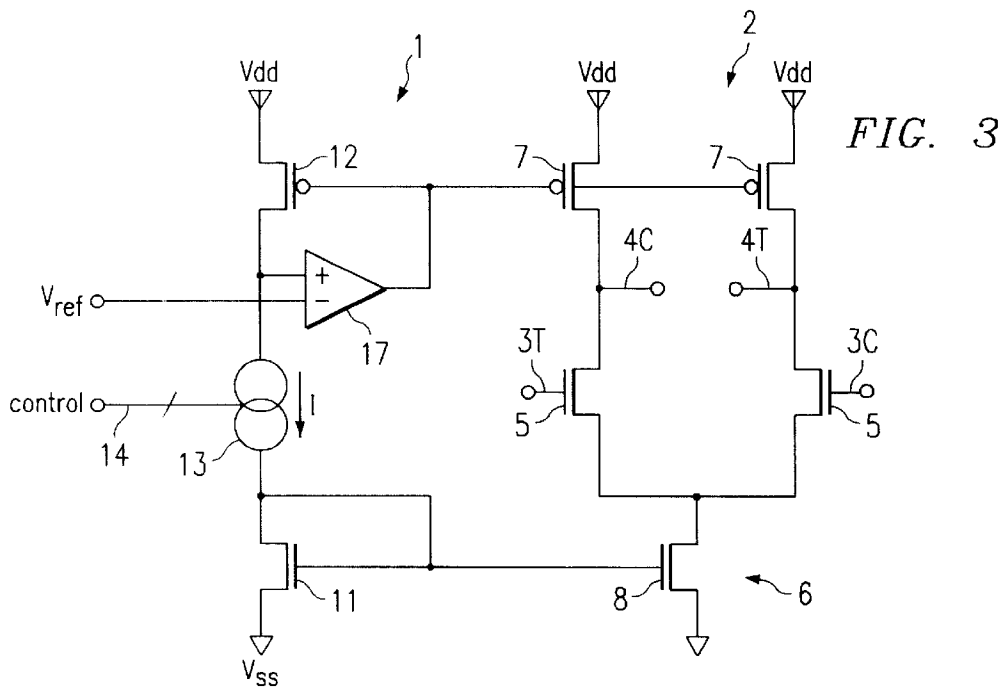 1
2
Vdd
Vdd
Vdd
FIG. 3
12
7
7
4C
4T
+
−
Vref
17
3T
3C
control
I
5
5
14
13
11
8
6
Vss